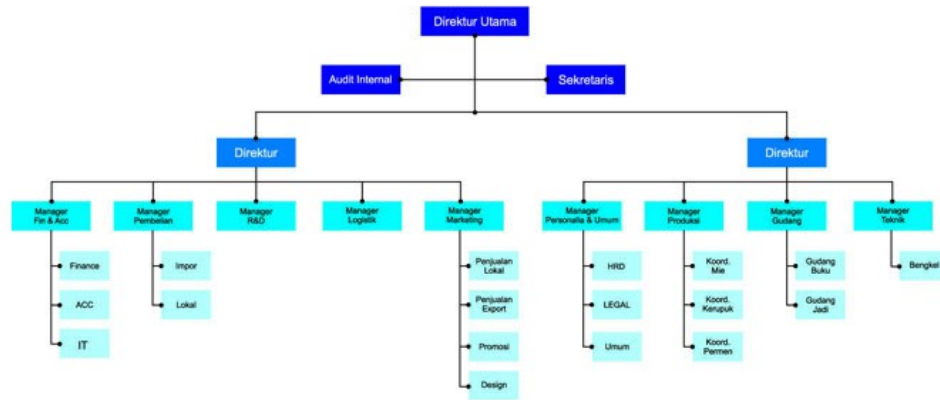 Direktur Utama
Audit Internal
Sekretaris
Direktur
Direktur
Manager
Fin & Acc
Manager
Pembelian
Manager
R&D
Manager
Logistik
Manager
Marketing
Manager
Personalia & Umum
Manager
Produksi
Manager
Gudang
Manager
Teknik
Finance
Impor
Penjualan
Lokal
HRD
Koord.
Mie
Gudang
Buku
Bengkel
ACC
Lokal
Penjualan
Export
LEGAL
Koord.
Kerupuk
Gudang
Jadi
IT
Promosi
Umum
Koord.
Permen
Design